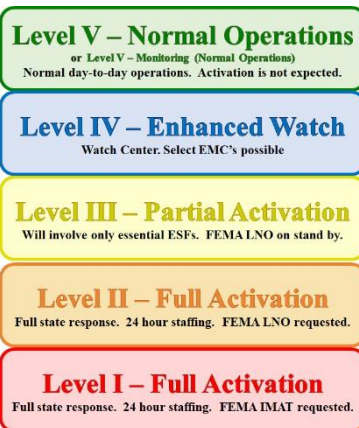 Level V – Normal Operations
or Level V – Monitoring (Normal Operations)
Normal day-to-day operations. Activation is not expected.
Level IV – Enhanced Watch
Watch Center. Select EMC's possible
Level III – Partial Activation
Will involve only essential ESFs. FEMA LNO on stand by.
Level II – Full Activation
Full state response. 24 hour staffing. FEMA LNO requested.
Level I – Full Activation
Full state response. 24 hour staffing. FEMA IMAT requested.